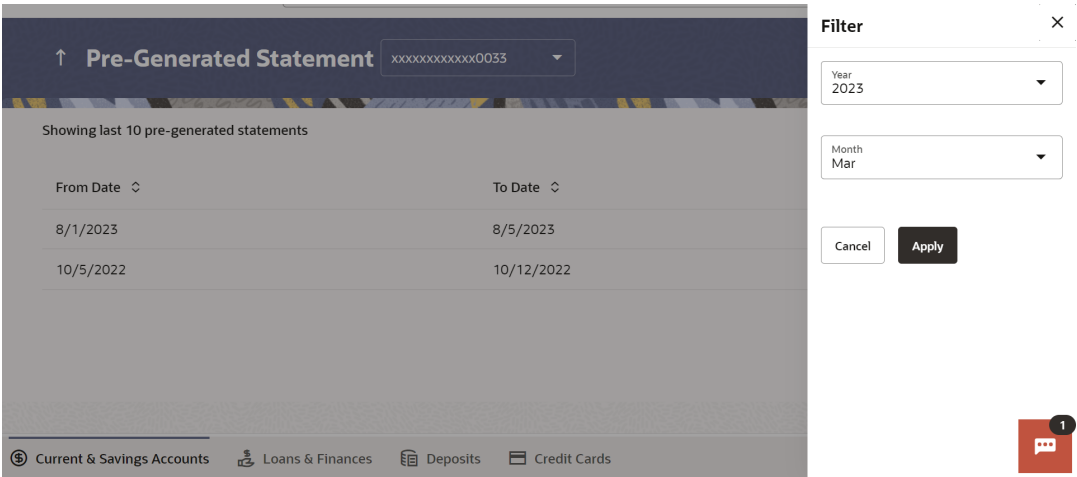 Pre-Generated Statement xxxxxxxxxxxx0033
Showing last 10 pre-generated statements
From Date To Date
8/1/2023 8/5/2023
10/5/2022 10/12/2022
Current & Savings Accounts Loans & Finances Deposits Credit Cards
Filter
Year
2023
Month
Mar
Cancel Apply
1